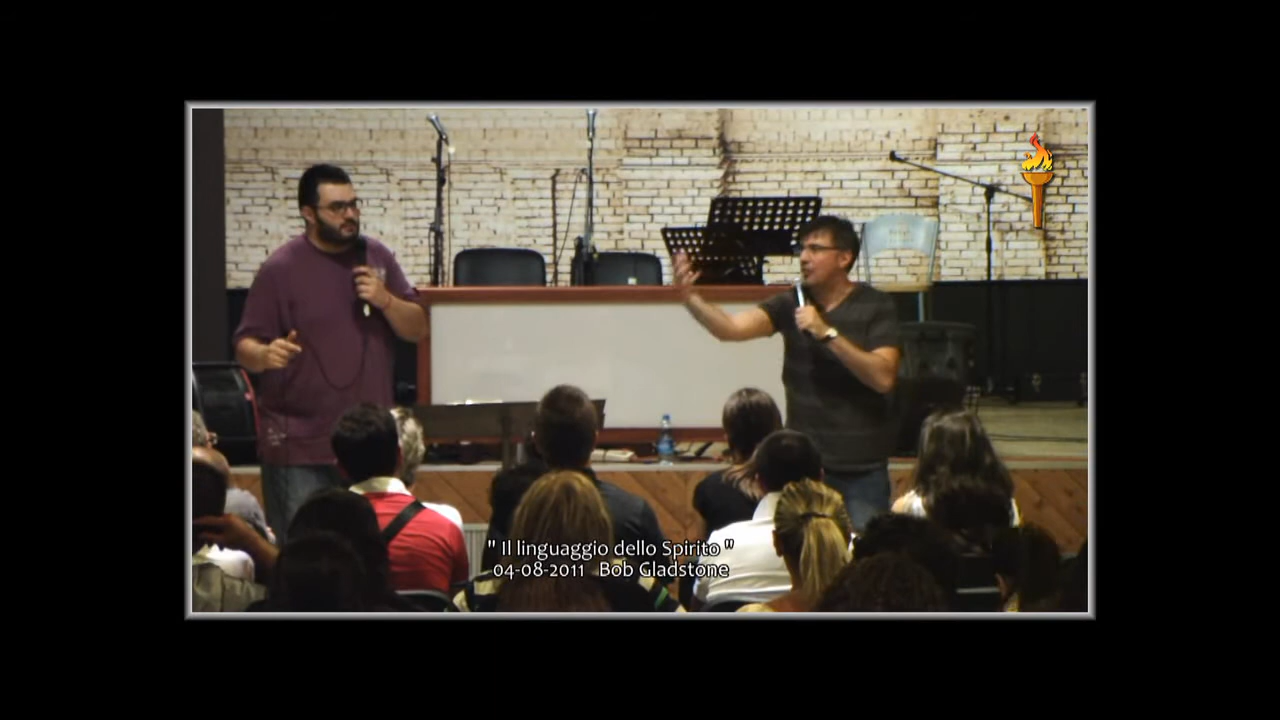 " Il linguaggio dello Spirito "
04-08-2011 Bob Gladstone